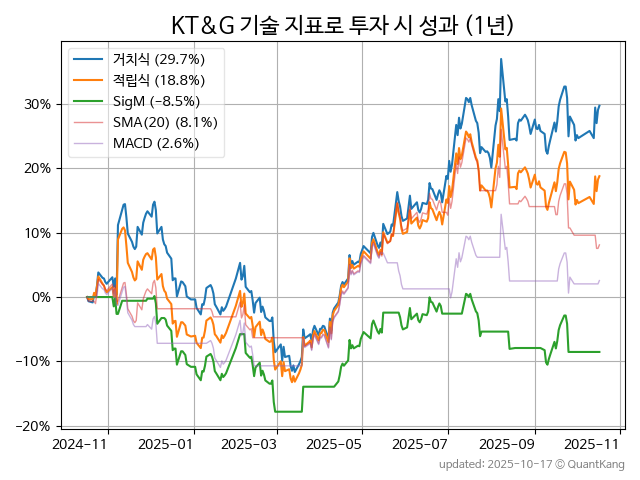 KT&G 기술 지표로 투자 시 성과 (1년)
거치식 (29.7%)
적립식 (18.8%)
SigM (−8.5%)
SMA(20) (8.1%)
MACD (2.6%)
30%
20%
10%
0%
−10%
−20%
2024-11
2025-01
2025-03
2025-05
2025-07
2025-09
2025-11
updated: 2025-10-17 © QuantKang